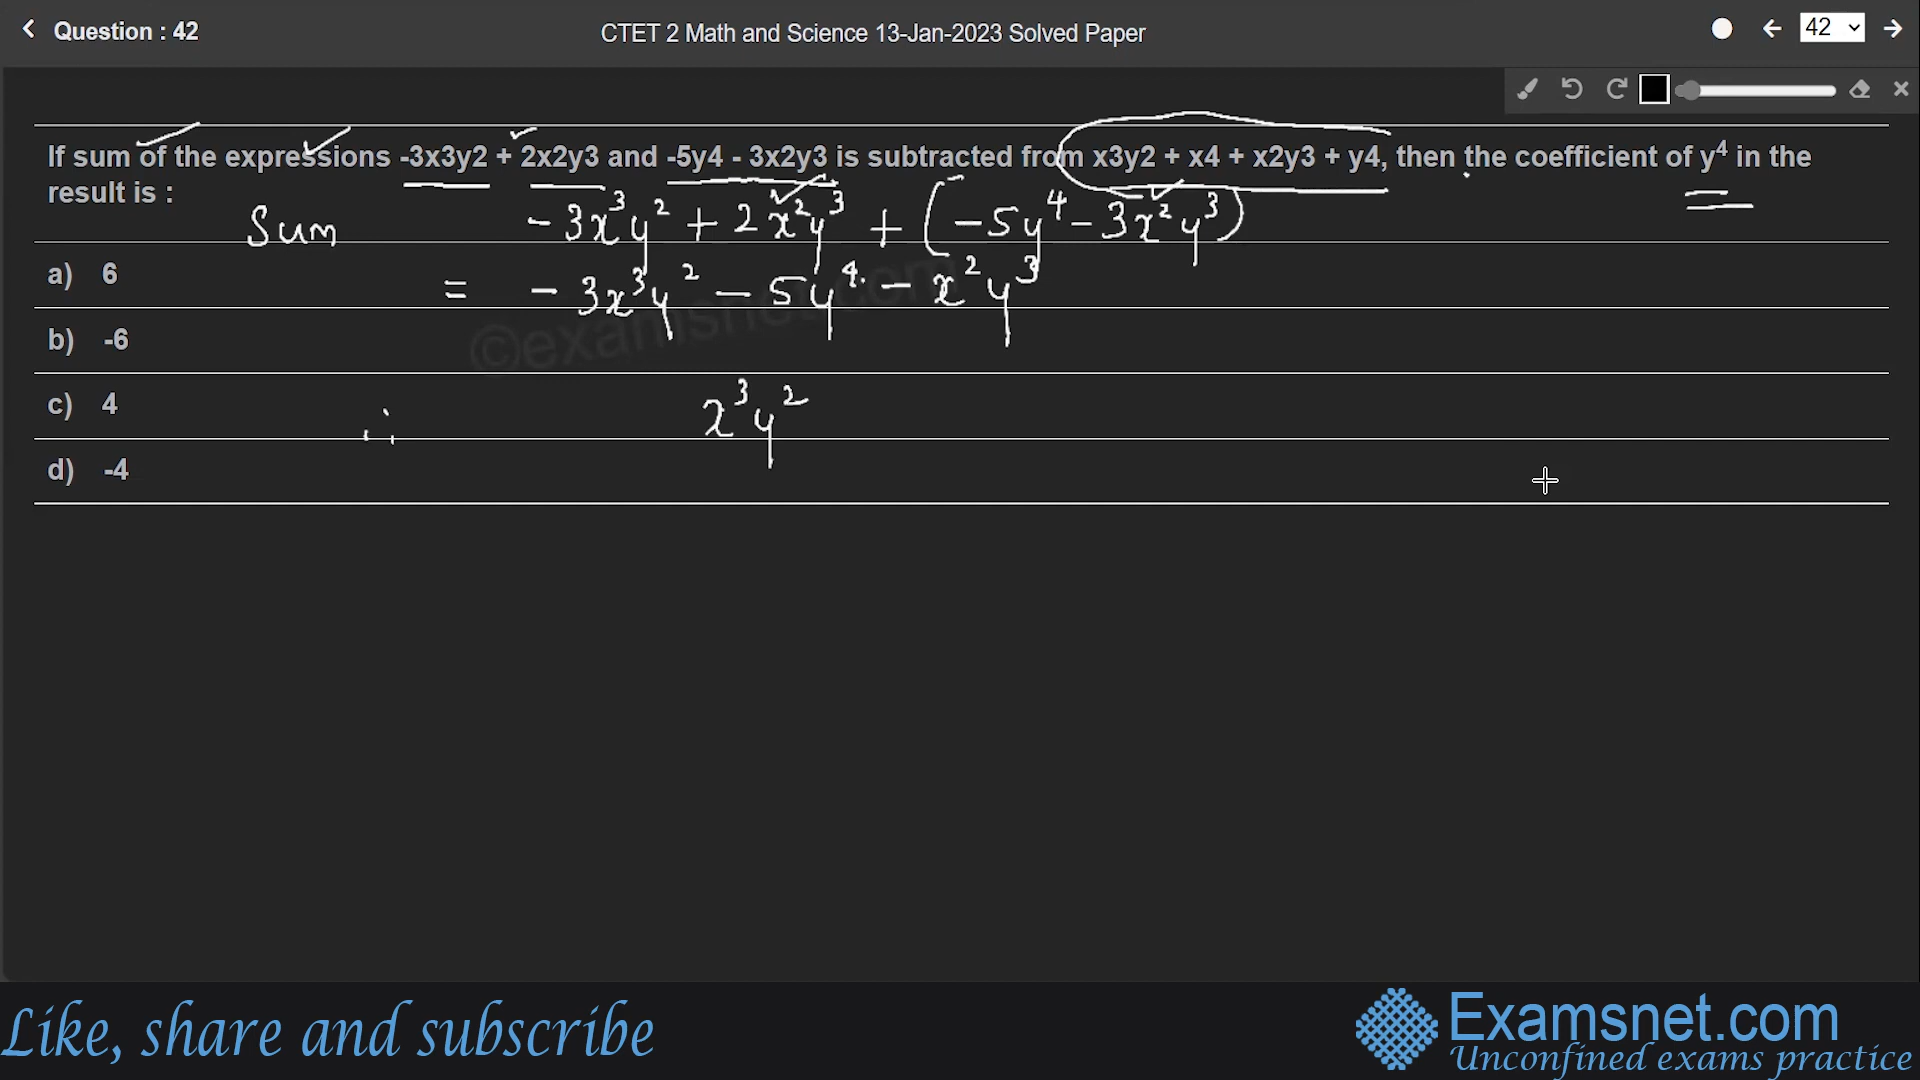 Question : 42
CTET 2 Math and Science 13-Jan-2023 Solved Paper
42
If sum of the expressions -3x3y2 + 2x2y3 and -5y4 - 3x2y3 is subtracted from x3y2 + x4 + x2y3 + y4, then the coefficient of y⁴ in the
result is :
Sum -3x³y² + 2x²y³ + (-5y⁴ - 3x²y³)
= -3x³y² - 5y⁴ - x²y³
©examsnet.com
a) 6
b) -6
c) 4
∴ x³y²
d) -4
Like, share and subscribe
Examsnet.com
Unconfined exams practice